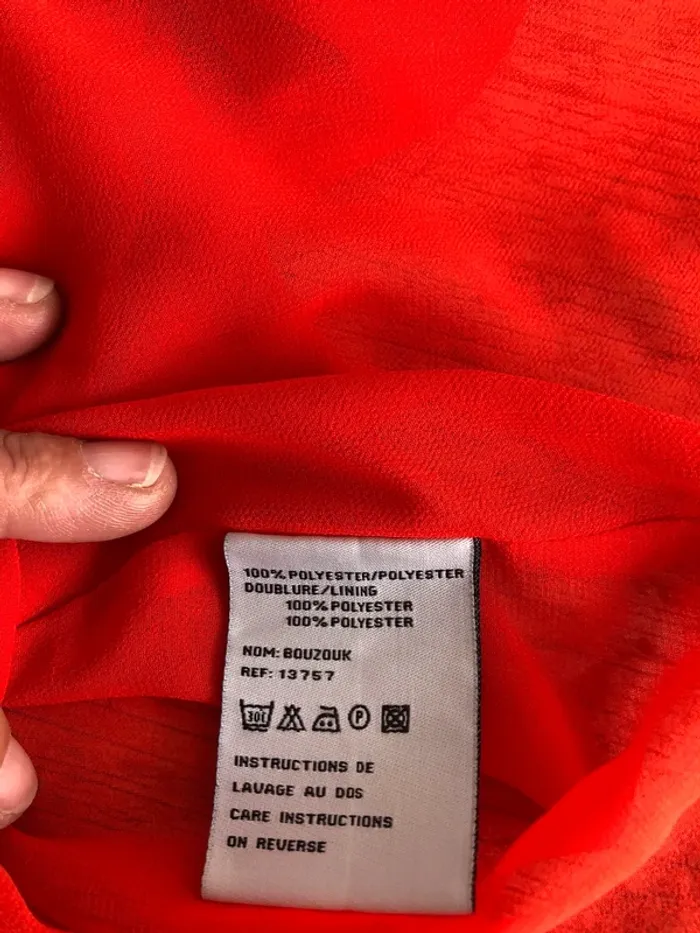 100% POLYESTER/POLYESTER
DOUBLURE/LINING
100% POLYESTER
100% POLYESTER
NOM: BOUZOUK
REF: 13757
30C P
INSTRUCTIONS DE
LAVAGE AU DOS
CARE INSTRUCTIONS
ON REVERSE